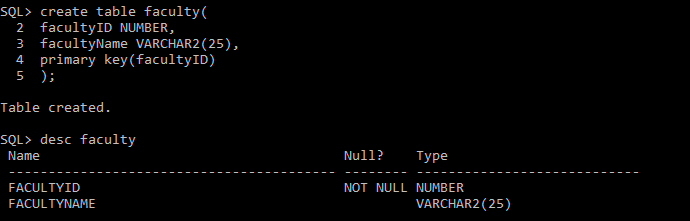 SQL> create table faculty(
  2  facultyID NUMBER,
  3  facultyName VARCHAR2(25),
  4  primary key(facultyID)
  5  );
Table created.
SQL> desc faculty
 Name                                      Null?    Type
 ----------------------------------------- -------- ----------------------------
 FACULTYID                                 NOT NULL NUMBER
 FACULTYNAME                                        VARCHAR2(25)